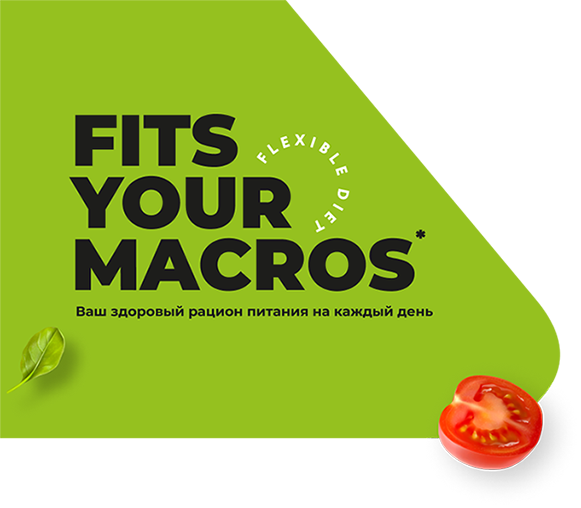 FITS
YOUR
MACROS*
FLEXIBLE DIET
Ваш здоровый рацион питания на каждый день